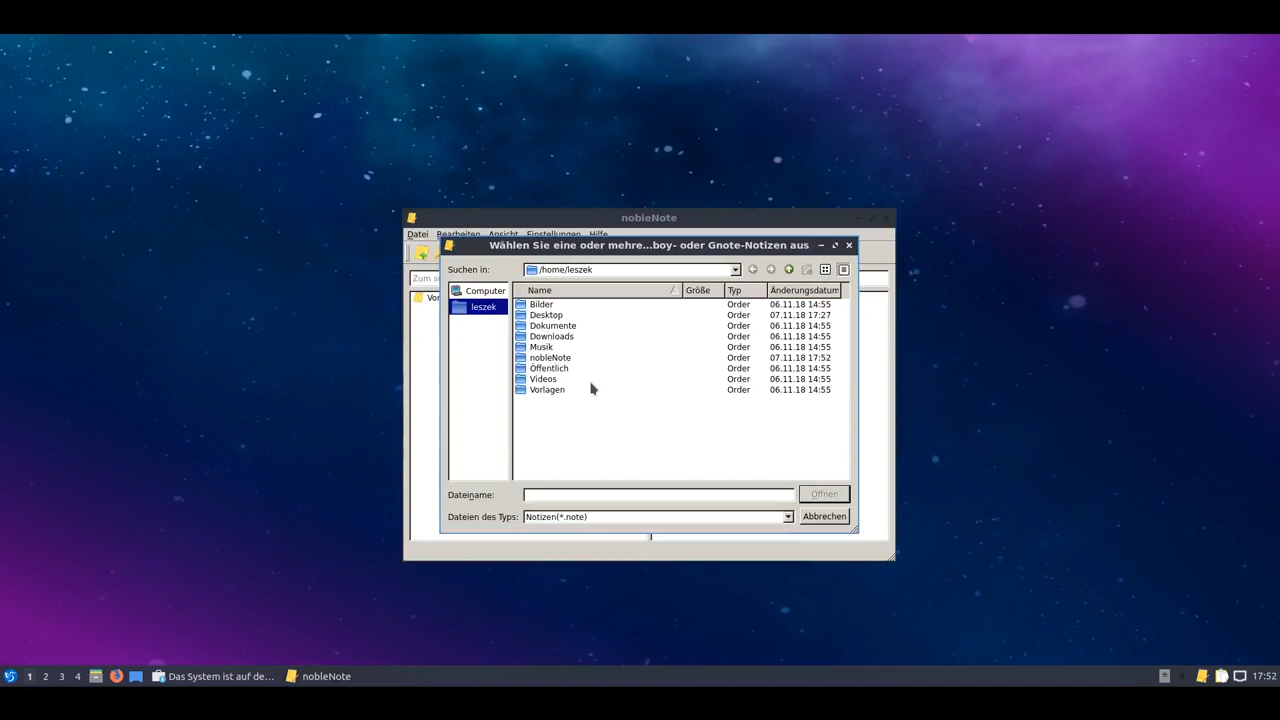 nobleNote
Datei Bearbeiten Ansicht Einstellungen Hilfe
Wählen Sie eine oder mehre...boy- oder Gnote-Notizen aus
Suchen in: /home/leszek
Zum s
Vor
Computer
leszek
Name Größe Typ Änderungsdatum
Bilder Order 06.11.18 14:55
Desktop Order 07.11.18 17:27
Dokumente Order 06.11.18 14:55
Downloads Order 06.11.18 14:55
Musik Order 06.11.18 14:55
nobleNote Order 07.11.18 17:52
Öffentlich Order 06.11.18 14:55
Videos Order 06.11.18 14:55
Vorlagen Order 06.11.18 14:55
Dateiname: Öffnen
Dateien des Typs: Notizen(*.note) Abbrechen
1 2 3 4 Das System ist auf de... nobleNote 17:52